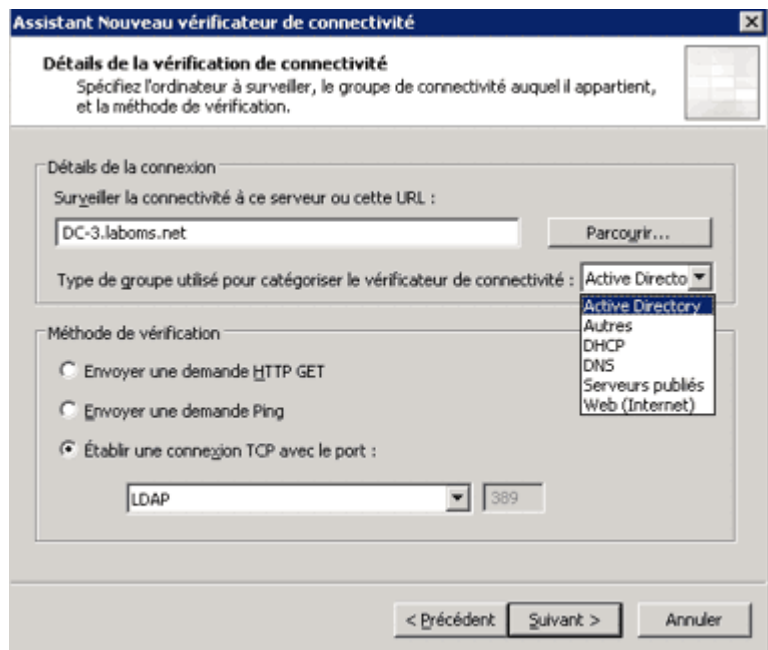 Assistant Nouveau vérificateur de connectivité
Détails de la vérification de connectivité
Spécifiez l'ordinateur à surveiller, le groupe de connectivité auquel il appartient,
et la méthode de vérification.
Détails de la connexion
Surveiller la connectivité à ce serveur ou cette URL :
DC-3.laboms.net
Parcourir...
Type de groupe utilisé pour catégoriser le vérificateur de connectivité :
Active Directo
Active Directory
Autres
DHCP
DNS
Serveurs publiés
Web (Internet)
Méthode de vérification
Envoyer une demande HTTP GET
Envoyer une demande Ping
Établir une connexion TCP avec le port :
LDAP
389
< Précédent
Suivant >
Annuler